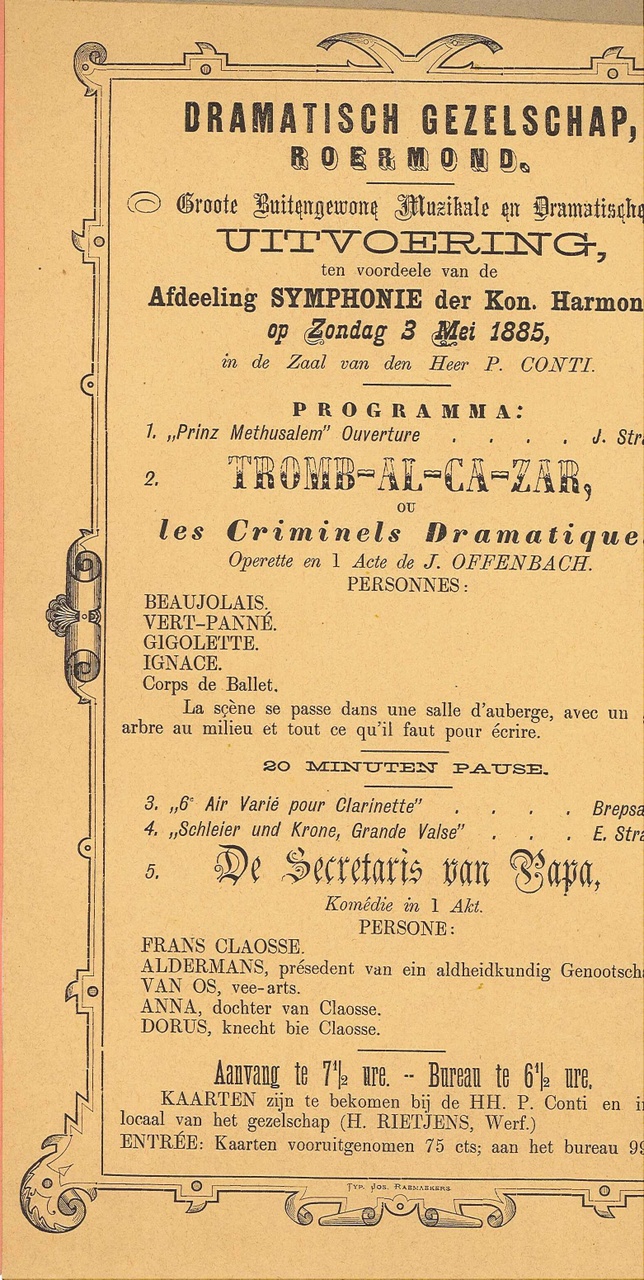 DRAMATISCH GEZELSCHAP,
ROERMOND.
Groote Buitengewone Muzikale en Dramatische
UITVOERING,
ten voordeele van de
Afdeeling SYMPHONIE der Kon. Harmon
op Zondag 3 Mei 1885,
in de Zaal van den Heer P. CONTI.
PROGRAMMA:
1. „Prinz Methusalem” Ouverture . . . . J. Str
2. TROMB-AL-CA-ZAR,
OU
les Criminels Dramatique
Operette en 1 Acte de J. OFFENBACH.
PERSONNES:
BEAUJOLAIS.
VERT-PANNÉ.
GIGOLETTE.
IGNACE.
Corps de Ballet.
La sçène se passe dans une salle d'auberge, avec un
arbre au milieu et tout ce qu'il faut pour écrire.
20 MINUTEN PAUSE.
3. „6e Air Varié pour Clarinette” . . . . Brepsa
4. „Schleier und Krone, Grande Valse” . . . E. Stra
5. De Secretaris van Papa,
Komédie in 1 Akt.
PERSONE:
FRANS CLAOSSE.
ALDERMANS, présedent van ein aldheidkundig Genootscha
VAN OS, vee-arts.
ANNA, dochter van Claosse.
DORUS, knecht bie Claosse.
Aanvang te 7 1/2 ure. -- Bureau te 6 1/2 ure.
KAARTEN zijn te bekomen bij de HH. P. Conti en i
locaal van het gezelschap (H. RIETJENS, Werf.)
ENTRÉE: Kaarten vooruitgenomen 75 cts; aan het bureau 99
Typ. Jos. Raemaekers